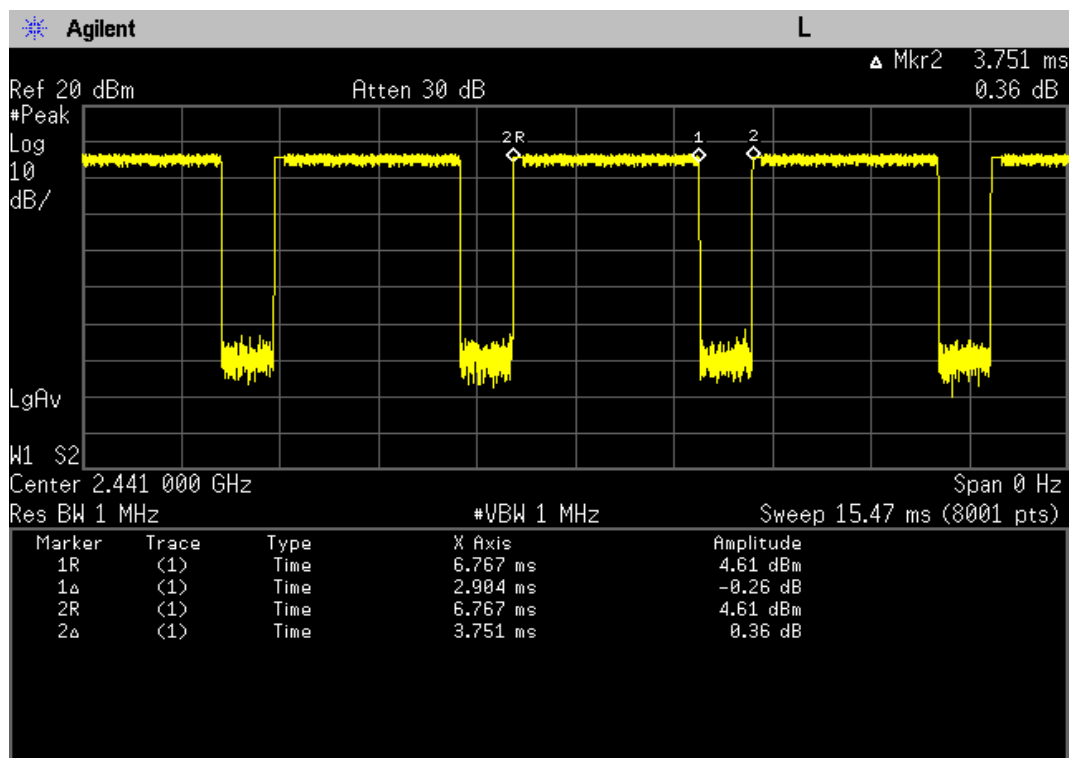 Agilent L
Δ Mkr2 3.751 ms
Ref 20 dBm Atten 30 dB 0.36 dB
#Peak
Log
10
dB/
2R 1 2
LgAv
W1 S2
Center 2.441 000 GHz Span 0 Hz
Res BW 1 MHz #VBW 1 MHz Sweep 15.47 ms (8001 pts)
Marker Trace Type X Axis Amplitude
1R (1) Time 6.767 ms 4.61 dBm
1Δ (1) Time 2.904 ms -0.26 dB
2R (1) Time 6.767 ms 4.61 dBm
2Δ (1) Time 3.751 ms 0.36 dB